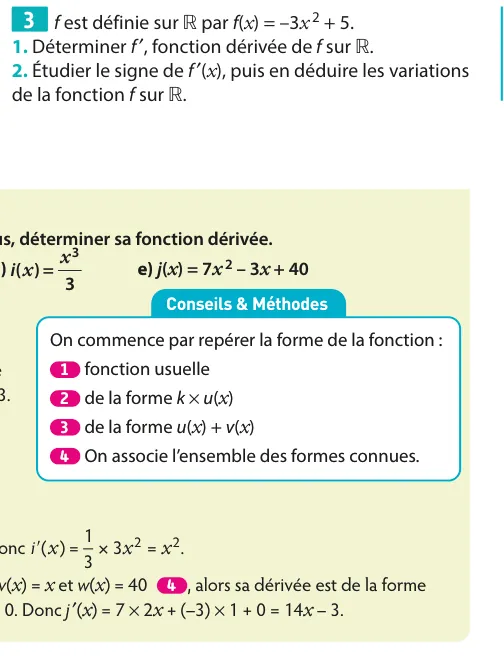 3 f est définie sur ℝ par f(x) = –3x² + 5.
1. Déterminer f ′, fonction dérivée de f sur ℝ.
2. Étudier le signe de f ′(x), puis en déduire les variations
de la fonction f sur ℝ.
us, déterminer sa fonction dérivée.
) i(x) = x³/3 e) j(x) = 7x² – 3x + 40
Conseils & Méthodes
On commence par repérer la forme de la fonction :
1 fonction usuelle
2 de la forme k × u(x)
3 de la forme u(x) + v(x)
4 On associe l’ensemble des formes connues.
3.
onc i′(x) = 1/3 × 3x² = x².
v(x) = x et w(x) = 40 4 , alors sa dérivée est de la forme
0. Donc j ′(x) = 7 × 2x + (–3) × 1 + 0 = 14x – 3.